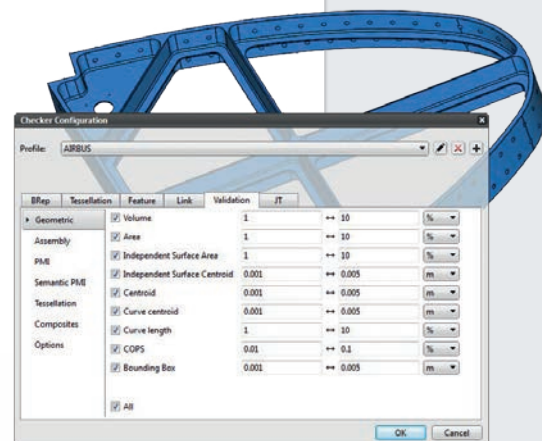 Checker Configuration
Profile: AIRBUS
BRep Tessellation Feature Link Validation JT
Geometric
Assembly
PMI
Semantic PMI
Tessellation
Composites
Options
Volume 1 ↔ 10 %
Area 1 ↔ 10 %
Independent Surface Area 1 ↔ 10 %
Independent Surface Centroid 0.001 ↔ 0.005 m
Centroid 0.001 ↔ 0.005 m
Curve centroid 0.001 ↔ 0.005 m
Curve length 1 ↔ 10 %
COPS 0.01 ↔ 0.1 %
Bounding Box 0.001 ↔ 0.005 m
All
OK Cancel